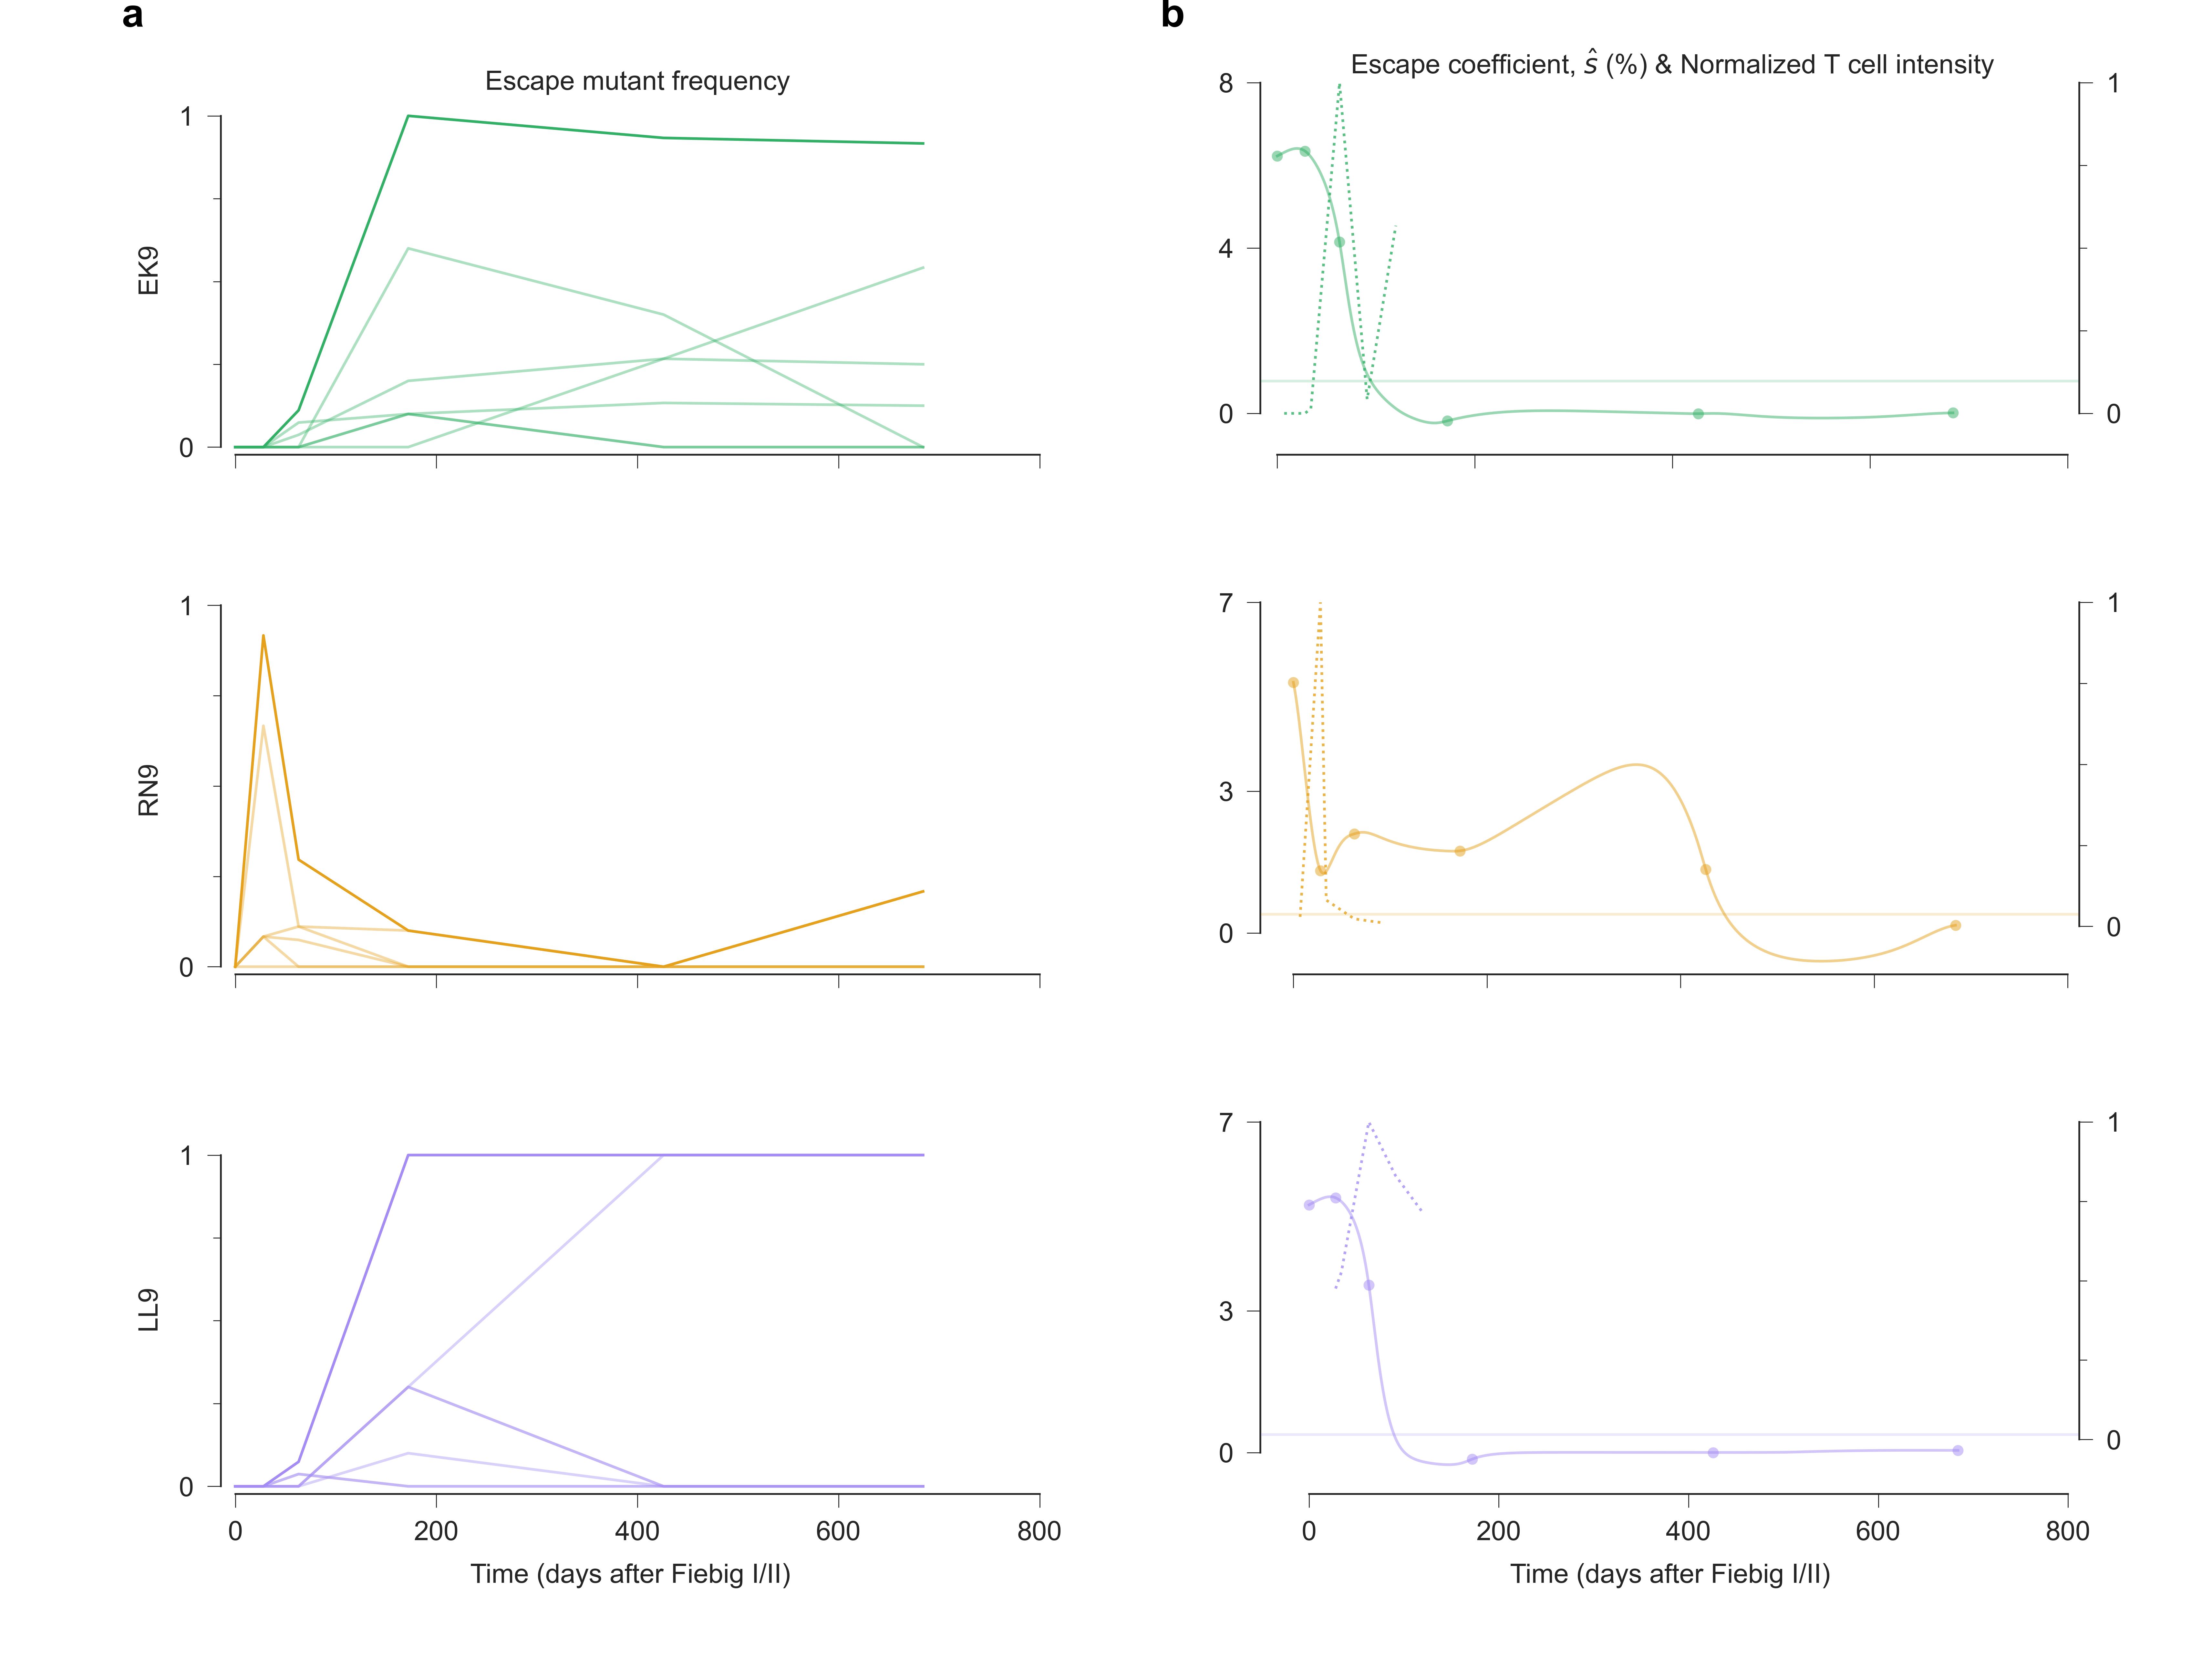 a
b
Escape mutant frequency
Escape coefficient, ŝ (%) & Normalized T cell intensity
1
0
EK9
8
4
0
1
0
1
0
RN9
7
3
0
1
0
1
0
LL9
7
3
0
1
0
0 200 400 600 800
0 200 400 600 800
Time (days after Fiebig I/II)
Time (days after Fiebig I/II)